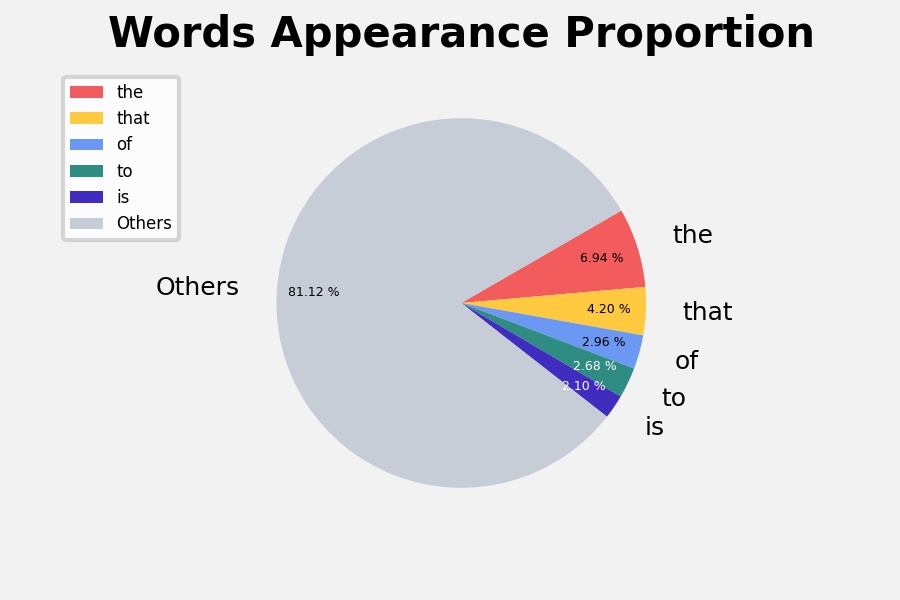 Words Appearance Proportion
the
that
of
to
is
Others
the
6.94 %
4.20 %
that
2.96 %
of
2.68 %
to
2.10 %
is
Others
81.12 %